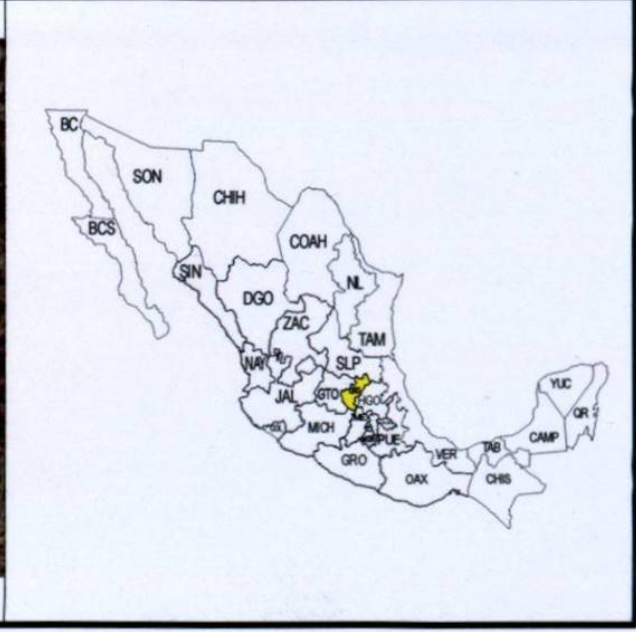 BC
SON
CHIH
BCS
COAH
SIN
NL
DGO
ZAC
TAM
NAY
SLP
JAL
GTO
HGO
YUC
QR
MICH
PUE
CAMP
VER
TAB
GRO
OAX
CHIS